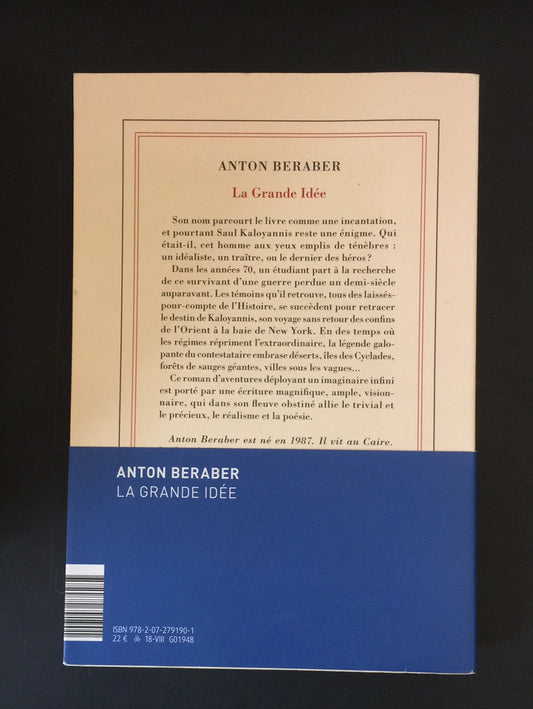 ANTON BERABER
La Grande Idée
Son nom parcourt le livre comme une incantation,
et pourtant Saul Kaloyannis reste une énigme. Qui
était-il, cet homme aux yeux emplis de ténèbres :
un idéaliste, un traître, ou le dernier des héros ?
Dans les années 70, un étudiant part à la recherche
de ce survivant d'une guerre perdue un demi-siècle
auparavant. Les témoins qu'il retrouve, tous des laissés-
pour-compte de l'Histoire, se succèdent pour retracer
le destin de Kaloyannis, son voyage sans retour des confins
de l'Orient à la baie de New York. En des temps où
les régimes répriment l'extraordinaire, la légende galo-
pante du contestataire embrase déserts, îles des Cyclades,
forêts de sauges géantes, villes sous les vagues...
Ce roman d'aventures déployant un imaginaire infini
est porté par une écriture magnifique, ample, vision-
naire, qui dans son fleuve obstiné allie le trivial et
le précieux, le réalisme et la poésie.
Anton Beraber est né en 1987. Il vit au Caire.
ANTON BERABER
LA GRANDE IDÉE
ISBN 978-2-07-279190-1
22 € 18-VIII G01948